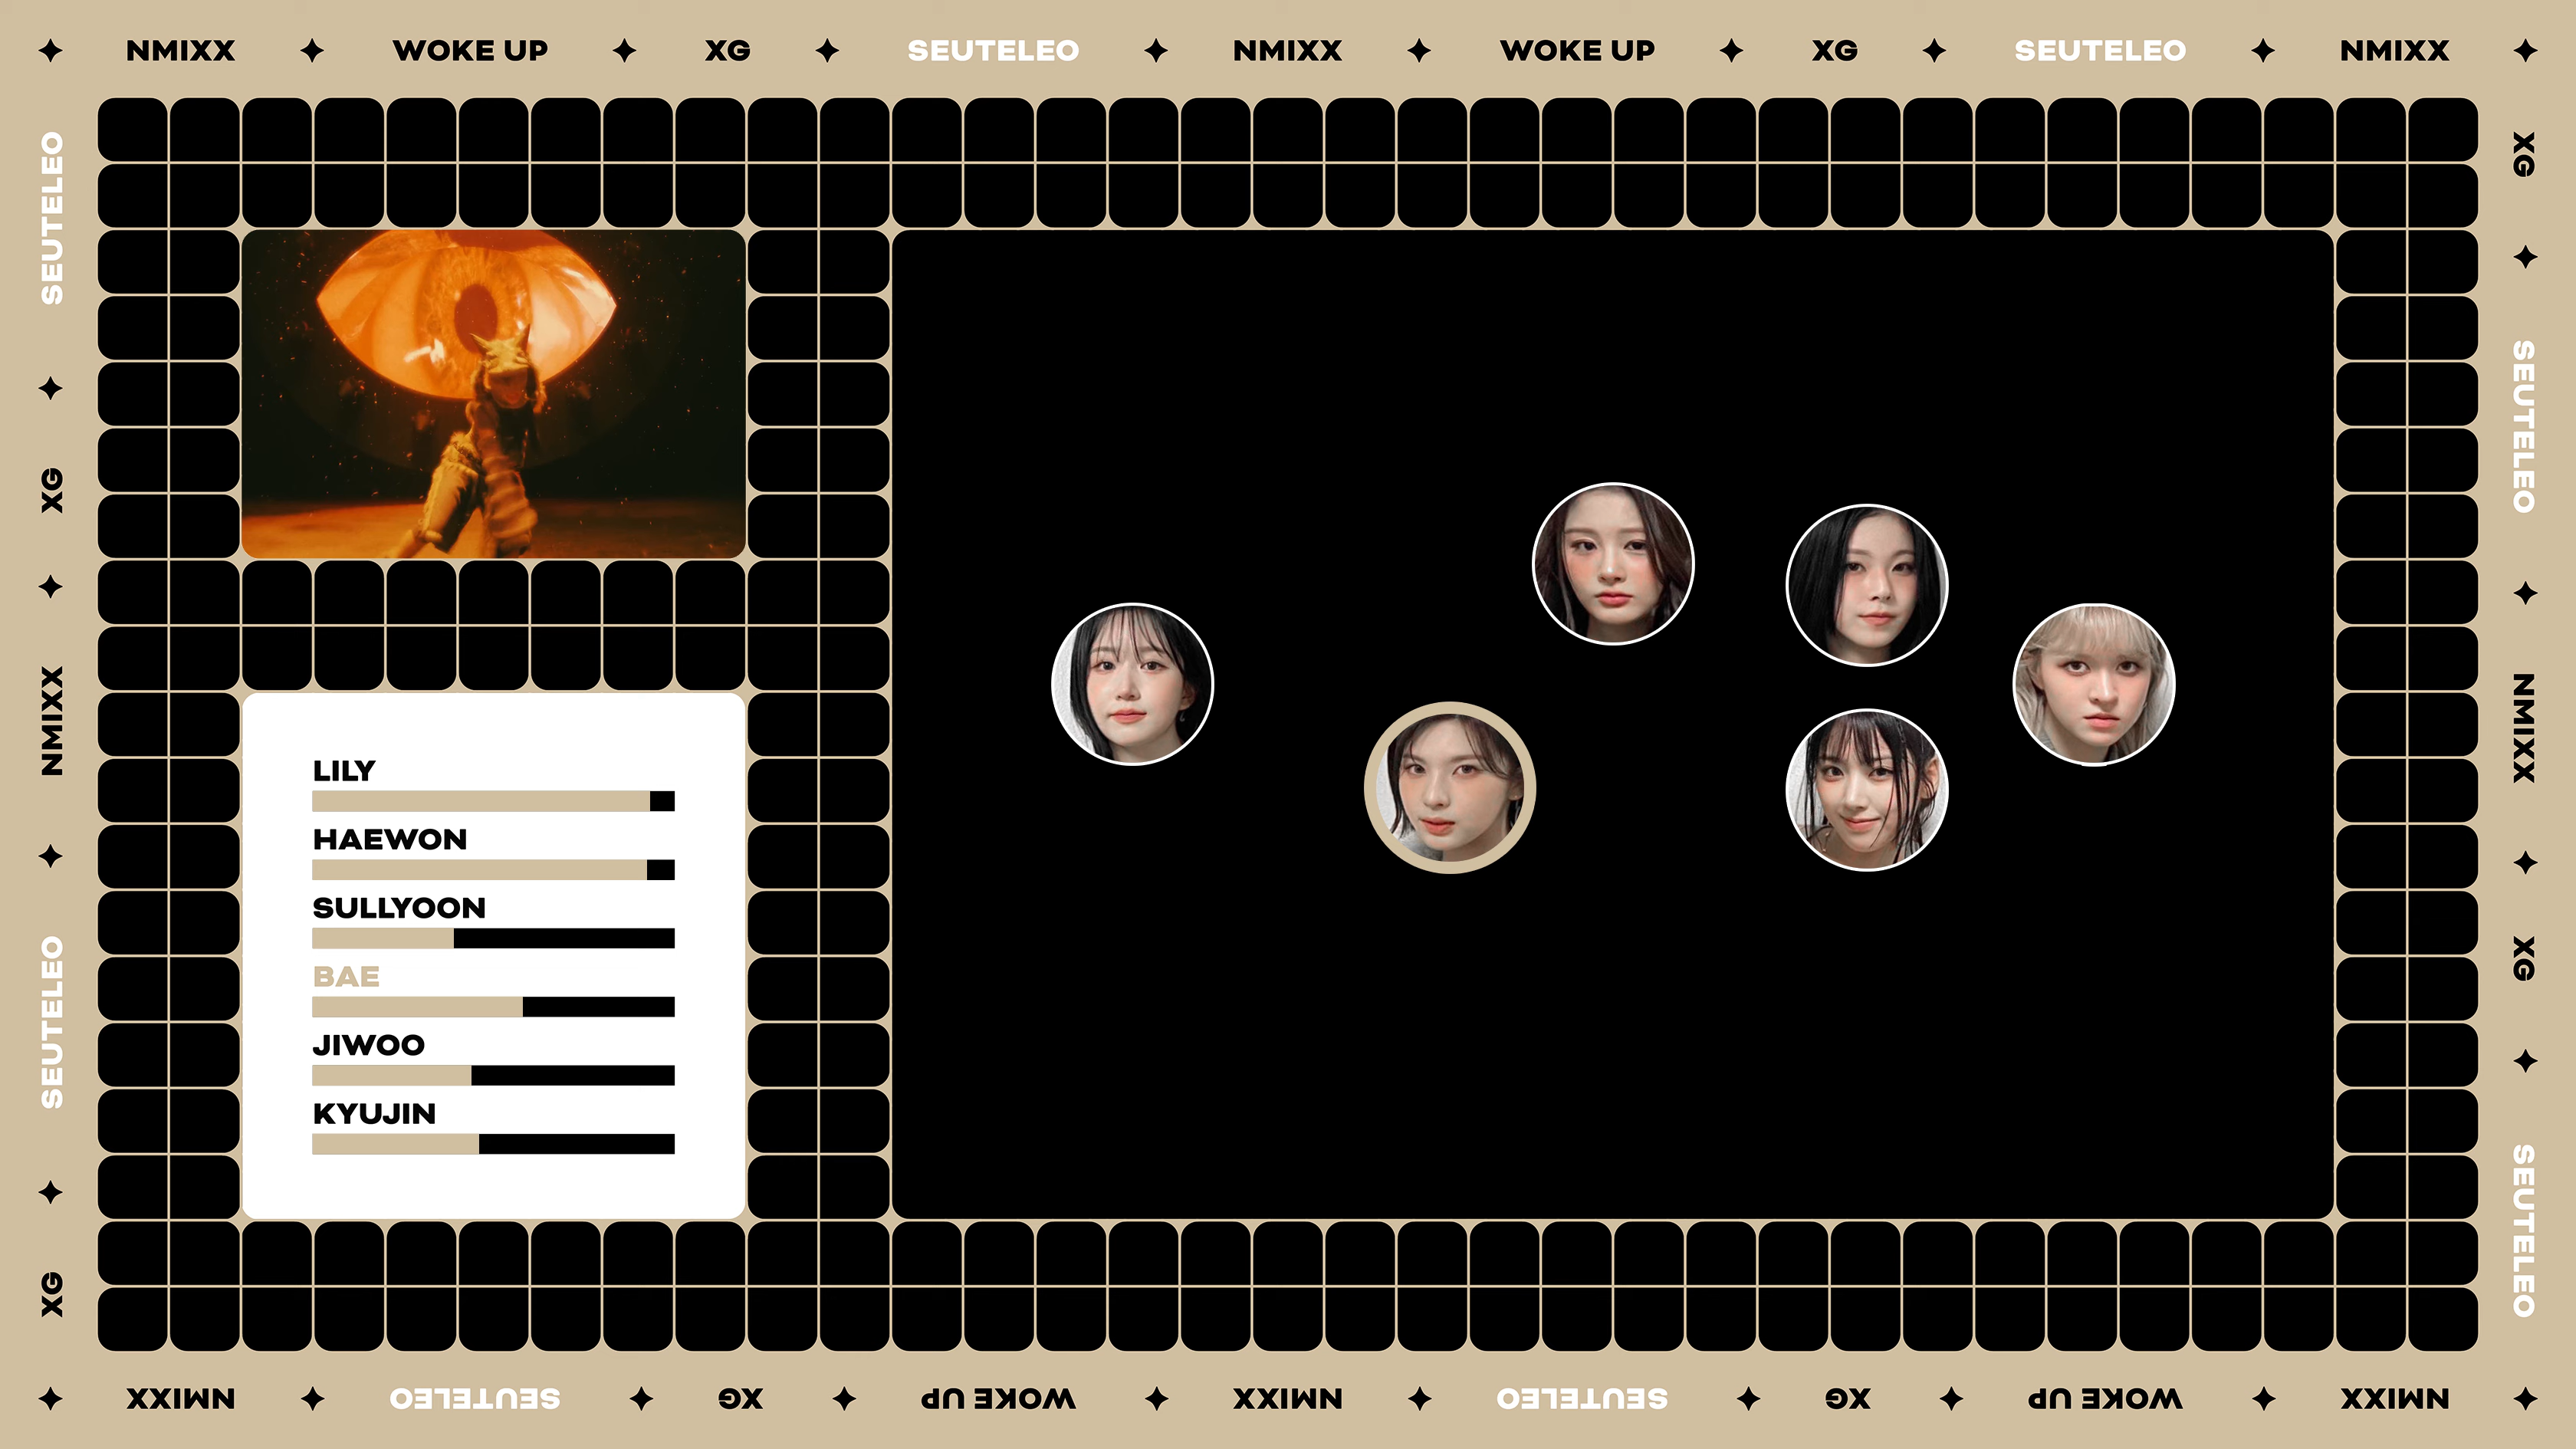 NMIXX ✦ WOKE UP ✦ XG ✦ SEUTELEO ✦ NMIXX ✦ WOKE UP ✦ XG ✦ SEUTELEO ✦ NMIXX
SEUTELEO
XG
NMIXX
SEUTELEO
XG
LILY
HAEWON
SULLYOON
BAE
JIWOO
KYUJIN
XG
SEUTELEO
NMIXX
XG
SEUTELEO
NMIXX ✦ SEUTELEO ✦ XG ✦ WOKE UP ✦ NMIXX ✦ SEUTELEO ✦ XG ✦ WOKE UP ✦ NMIXX